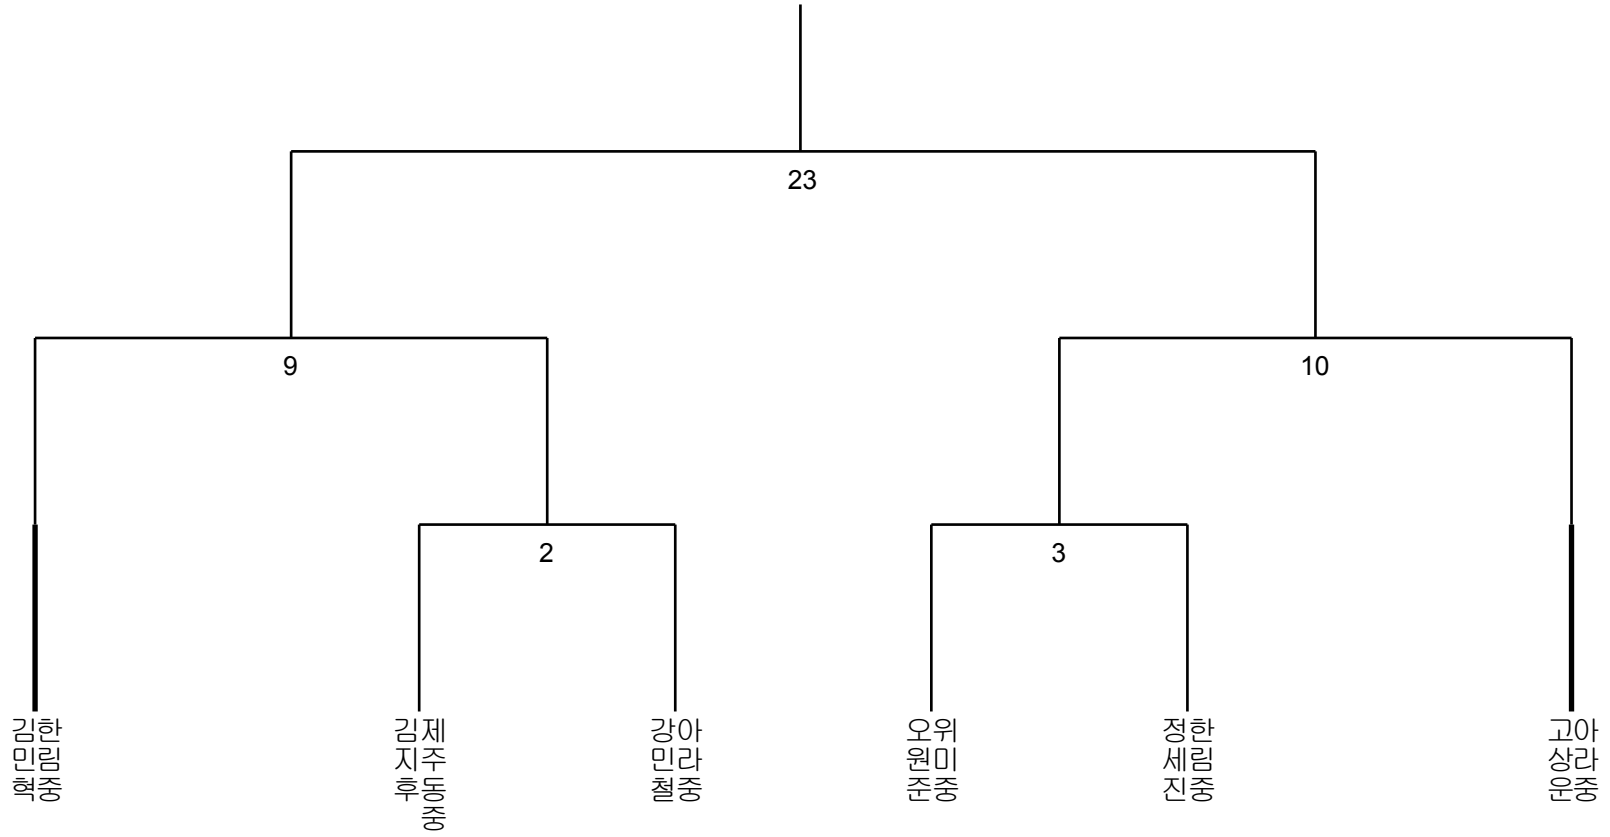 23
9
10
2
3
김민혁 한림중
김지후 제주동중
강민철 아라중
오원준 위미중
정세진 한림중
고상운 아라중